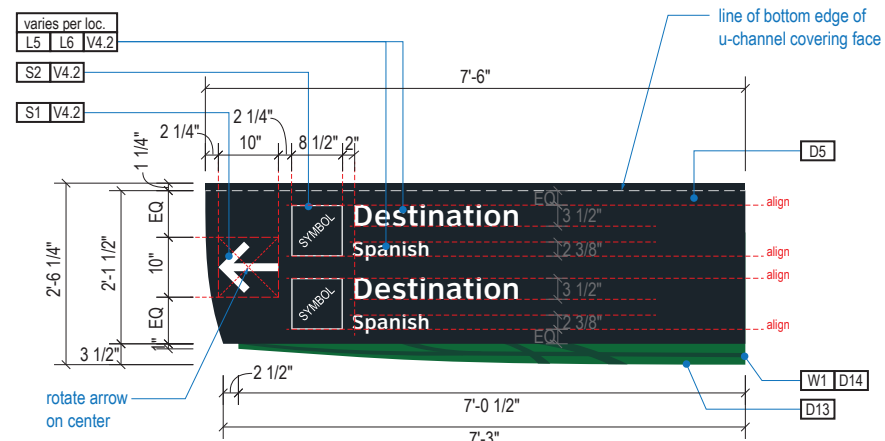 varies per loc.
L5 L6 V4.2
S2 V4.2
S1 V4.2
line of bottom edge of
u-channel covering face
7'-6"
2 1/4"
2 1/4"
10"
8 1/2"
2"
D5
1 1/4"
EQ
10"
EQ
1"
2'-6 1/4"
2'-1 1/2"
3 1/2"
SYMBOL
Destination
Spanish
SYMBOL
Destination
Spanish
EQ
3 1/2"
2 3/8"
3 1/2"
2 3/8"
EQ
align
align
align
align
rotate arrow
on center
2 1/2"
7'-0 1/2"
7'-3"
W1 D14
D13